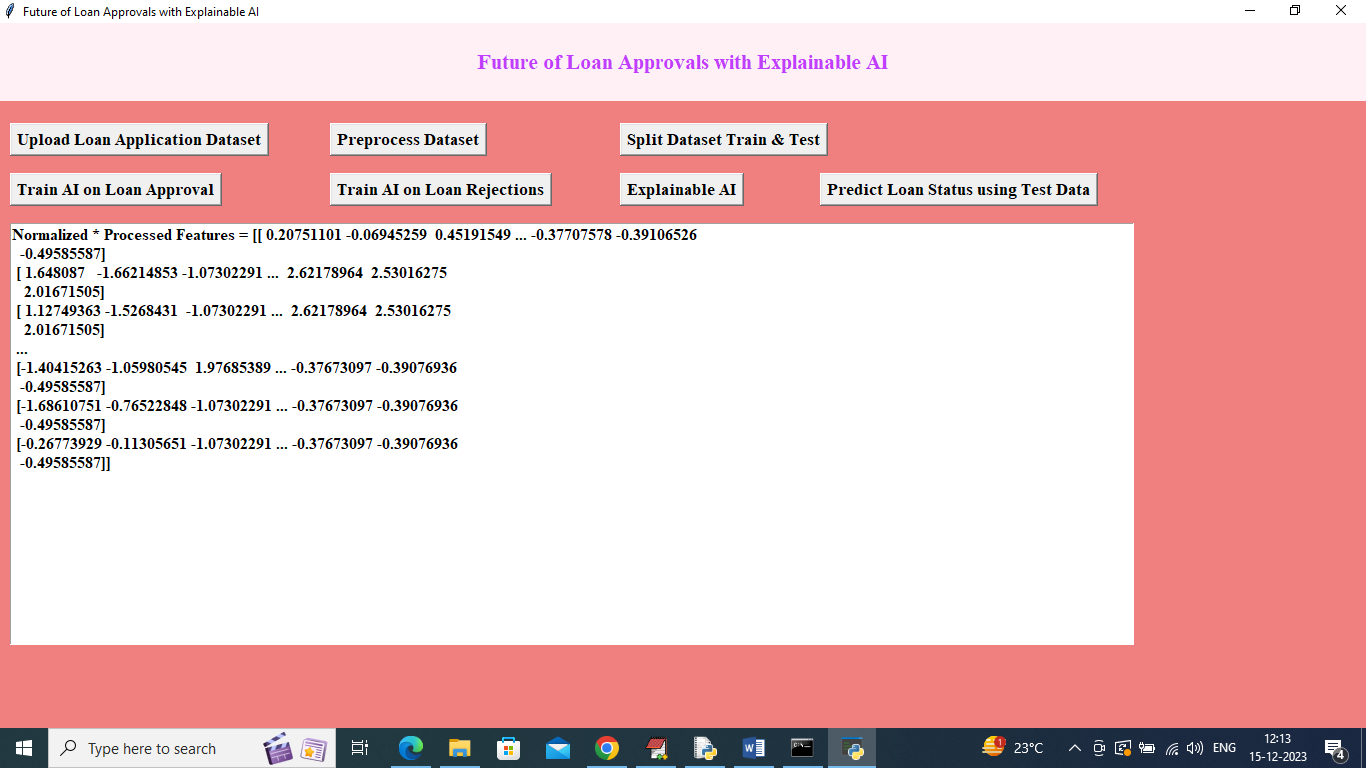 Future of Loan Approvals with Explainable AI
Future of Loan Approvals with Explainable AI
Upload Loan Application Dataset
Preprocess Dataset
Split Dataset Train & Test
Train AI on Loan Approval
Train AI on Loan Rejections
Explainable AI
Predict Loan Status using Test Data
Normalized * Processed Features = [[ 0.20751101 -0.06945259  0.45191549 ... -0.37707578 -0.39106526
-0.49585587]
[ 1.648087   -1.66214853 -1.07302291 ...  2.62178964  2.53016275
2.01671505]
[ 1.12749363 -1.5268431  -1.07302291 ...  2.62178964  2.53016275
2.01671505]
...
[-1.40415263 -1.05980545  1.97685389 ... -0.37673097 -0.39076936
-0.49585587]
[-1.68610751 -0.76522848 -1.07302291 ... -0.37673097 -0.39076936
-0.49585587]
[-0.26773929 -0.11305651 -1.07302291 ... -0.37673097 -0.39076936
-0.49585587]]
Type here to search
1
23°C
ENG
12:13
15-12-2023
4